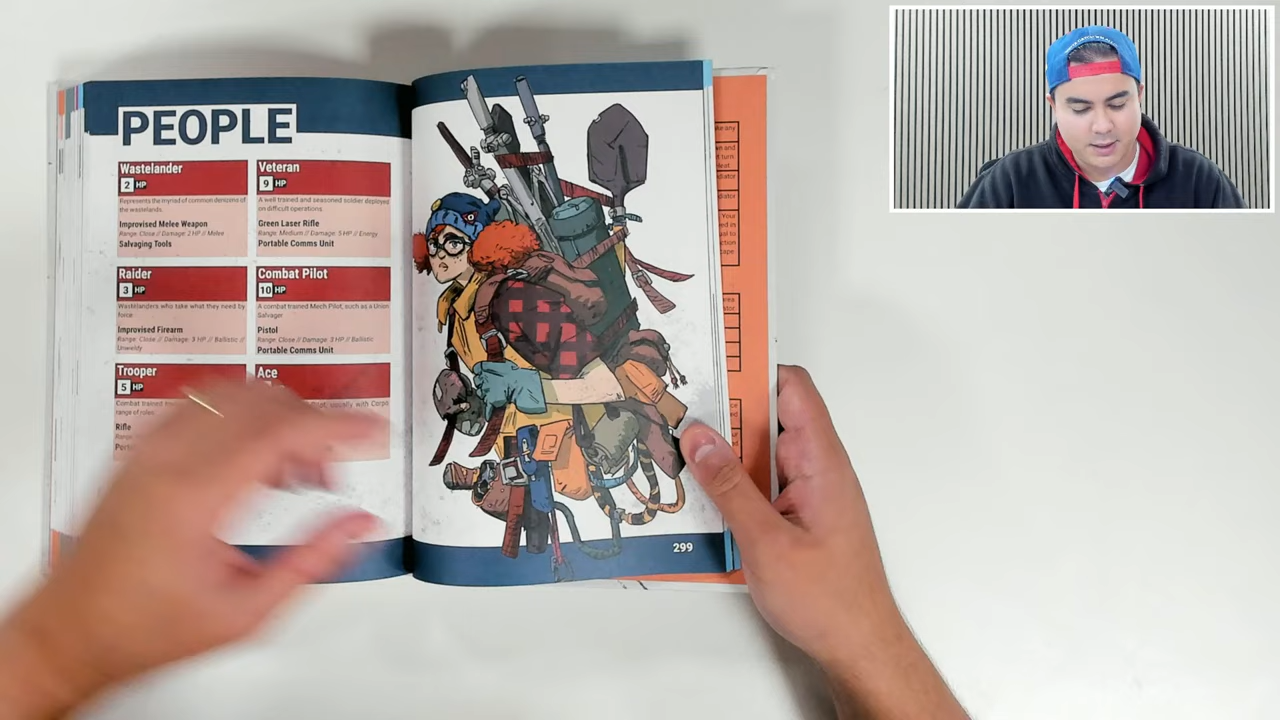 PEOPLE
Wastelander
2 HP
Represents the myriad of common denizens of
the wastelands.
Improvised Melee Weapon
Range: Close // Damage: 2 HP // Melee
Salvaging Tools
Veteran
9 HP
A well trained and seasoned soldier deployed
on difficult operations.
Green Laser Rifle
Range: Medium // Damage: 5 HP // Energy
Portable Comms Unit
Raider
3 HP
Wastelanders who take what they need by
force
Improvised Firearm
Range: Close // Damage: 3 HP // Ballistic //
Unwieldy
Combat Pilot
10 HP
A combat trained Mech Pilot, such as a Union
Salvager
Pistol
Range: Close // Damage: 3 HP // Ballistic
Portable Comms Unit
Trooper
5 HP
Combat trained
range of roles
Rifle
Ace
Pilot, usually with Corpo
299